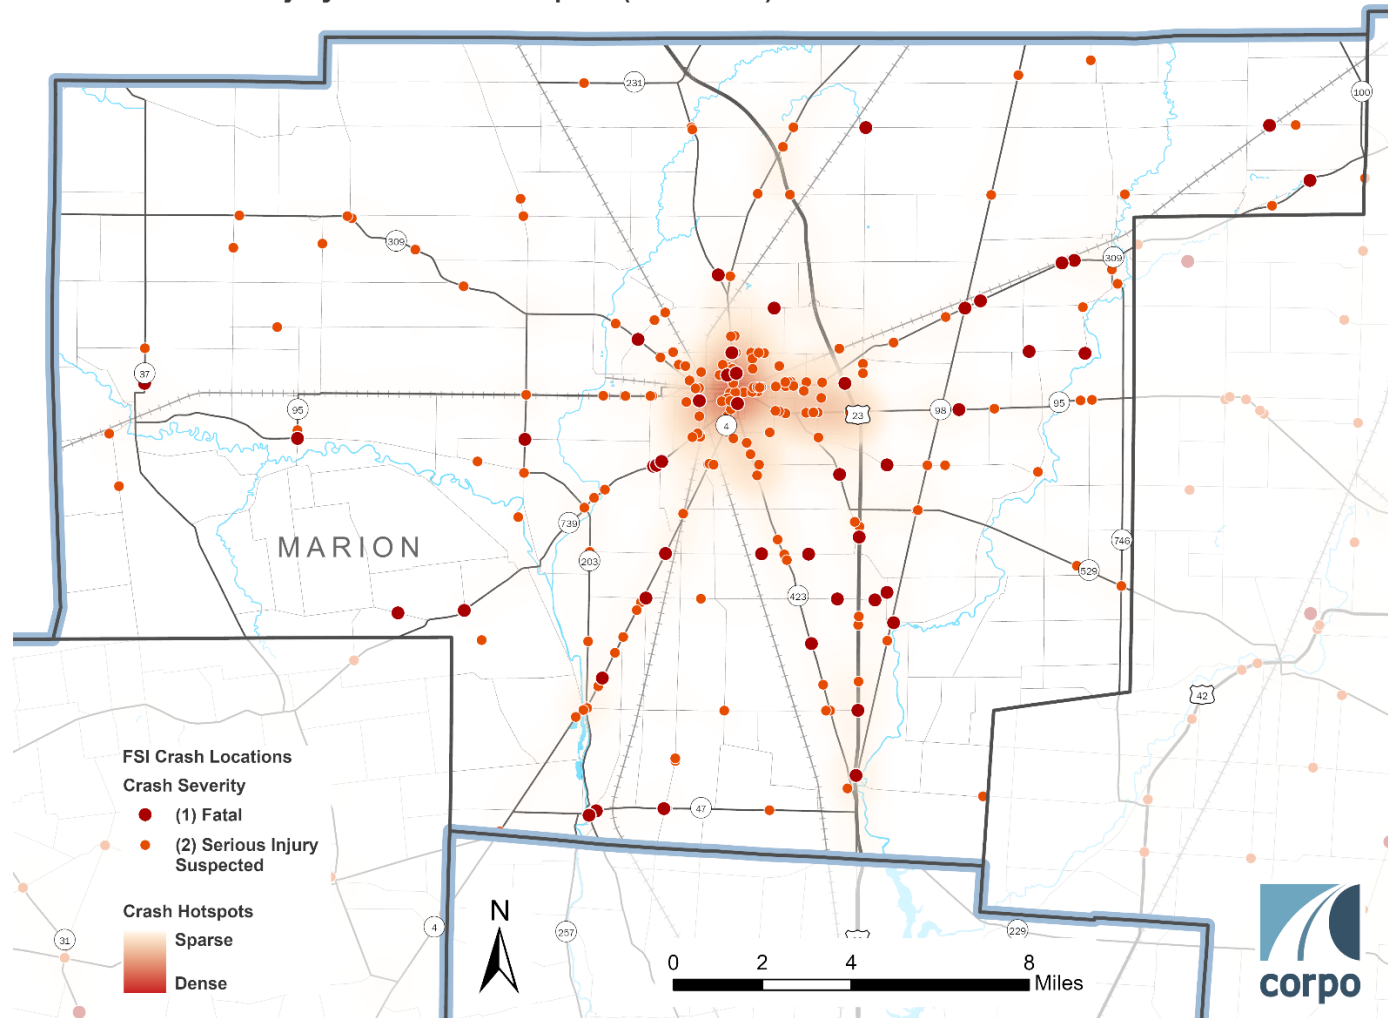 231
100
309
309
37
95
98
95
23
4
739
203
746
529
423
MARION
42
FSI Crash Locations
Crash Severity
(1) Fatal
(2) Serious Injury
Suspected
47
Crash Hotspots
Sparse
Dense
N
4
31
257
229
0 2 4 8
Miles
corpo